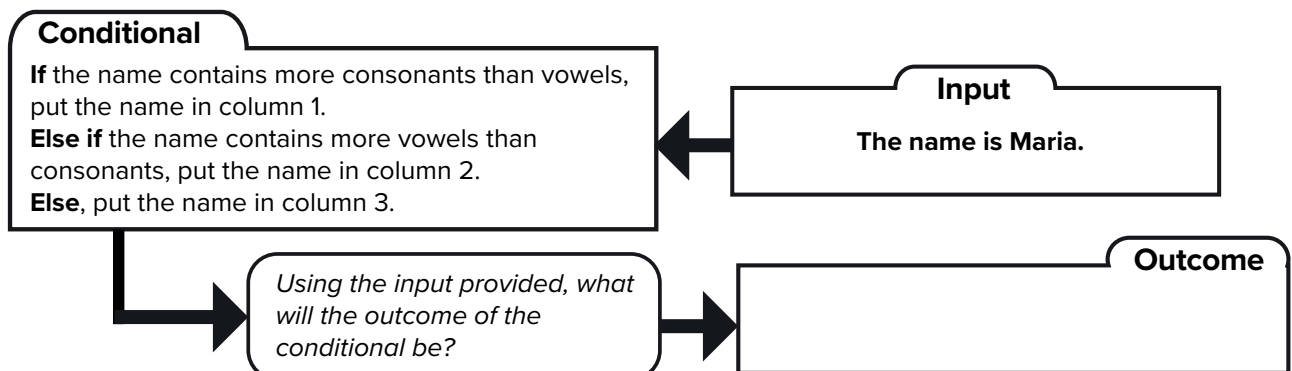 Conditional
If the name contains more consonants than vowels,
put the name in column 1.
Else if the name contains more vowels than
consonants, put the name in column 2.
Else, put the name in column 3.
Input
The name is Maria.
Using the input provided, what
will the outcome of the
conditional be?
Outcome